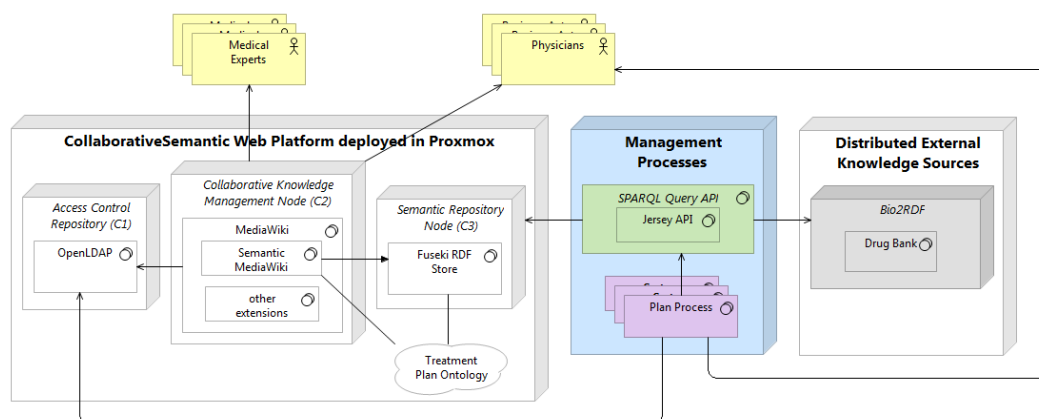 Medical
Experts
Physicians
CollaborativeSemantic Web Platform deployed in Proxmox
Management
Processes
Distributed External
Knowledge Sources
Access Control
Repository (C1)
OpenLDAP
Collaborative Knowledge
Management Node (C2)
MediaWiki
Semantic
MediaWiki
other
extensions
Semantic Repository
Node (C3)
Fuseki RDF
Store
Treatment
Plan Ontology
SPARQL Query API
Jersey API
Plan Process
Bio2RDF
Drug Bank